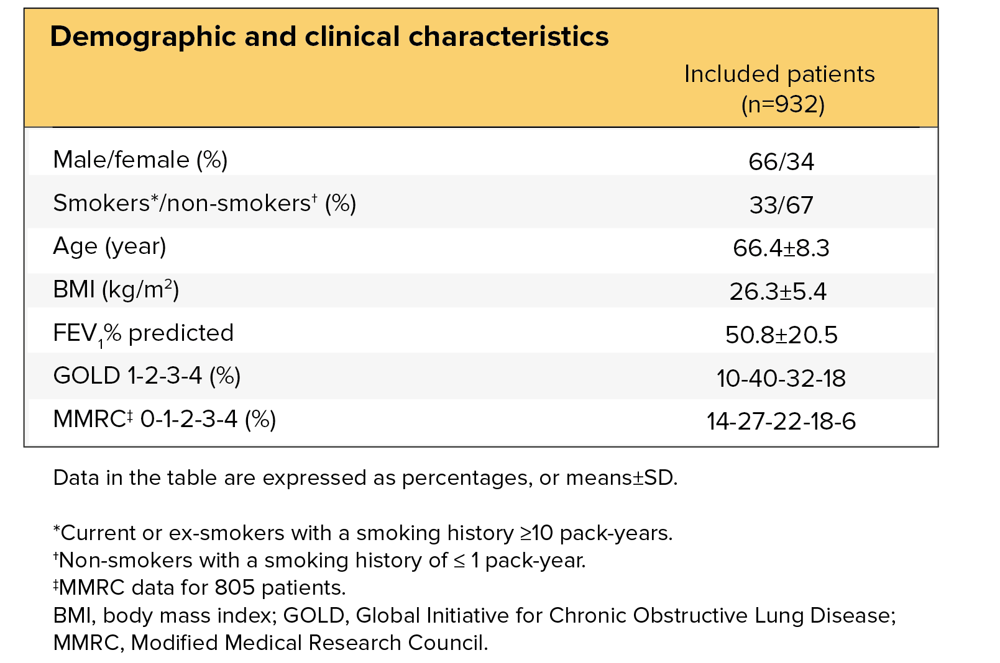 Demographic and clinical characteristics
Included patients
(n=932)
Male/female (%) 66/34
Smokers*/non-smokers† (%) 33/67
Age (year) 66.4±8.3
BMI (kg/m²) 26.3±5.4
FEV₁% predicted 50.8±20.5
GOLD 1-2-3-4 (%) 10-40-32-18
MMRC‡ 0-1-2-3-4 (%) 14-27-22-18-6
Data in the table are expressed as percentages, or means±SD.
*Current or ex-smokers with a smoking history ≥10 pack-years.
†Non-smokers with a smoking history of ≤ 1 pack-year.
‡MMRC data for 805 patients.
BMI, body mass index; GOLD, Global Initiative for Chronic Obstructive Lung Disease;
MMRC, Modified Medical Research Council.